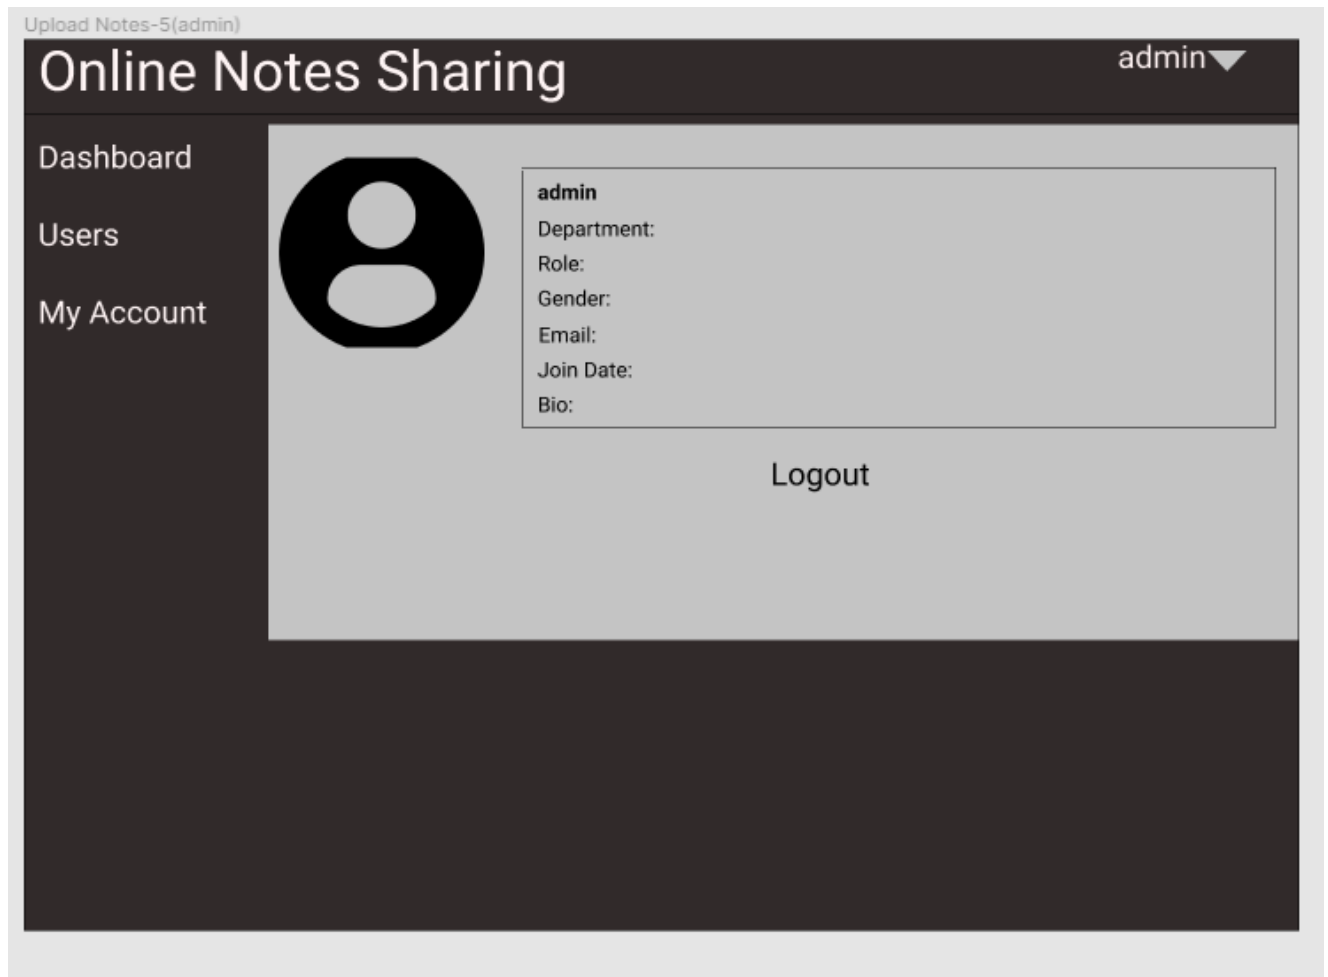 Upload Notes-5(admin)
Online Notes Sharing
admin
Dashboard
Users
My Account
admin
Department:
Role:
Gender:
Email:
Join Date:
Bio:
Logout